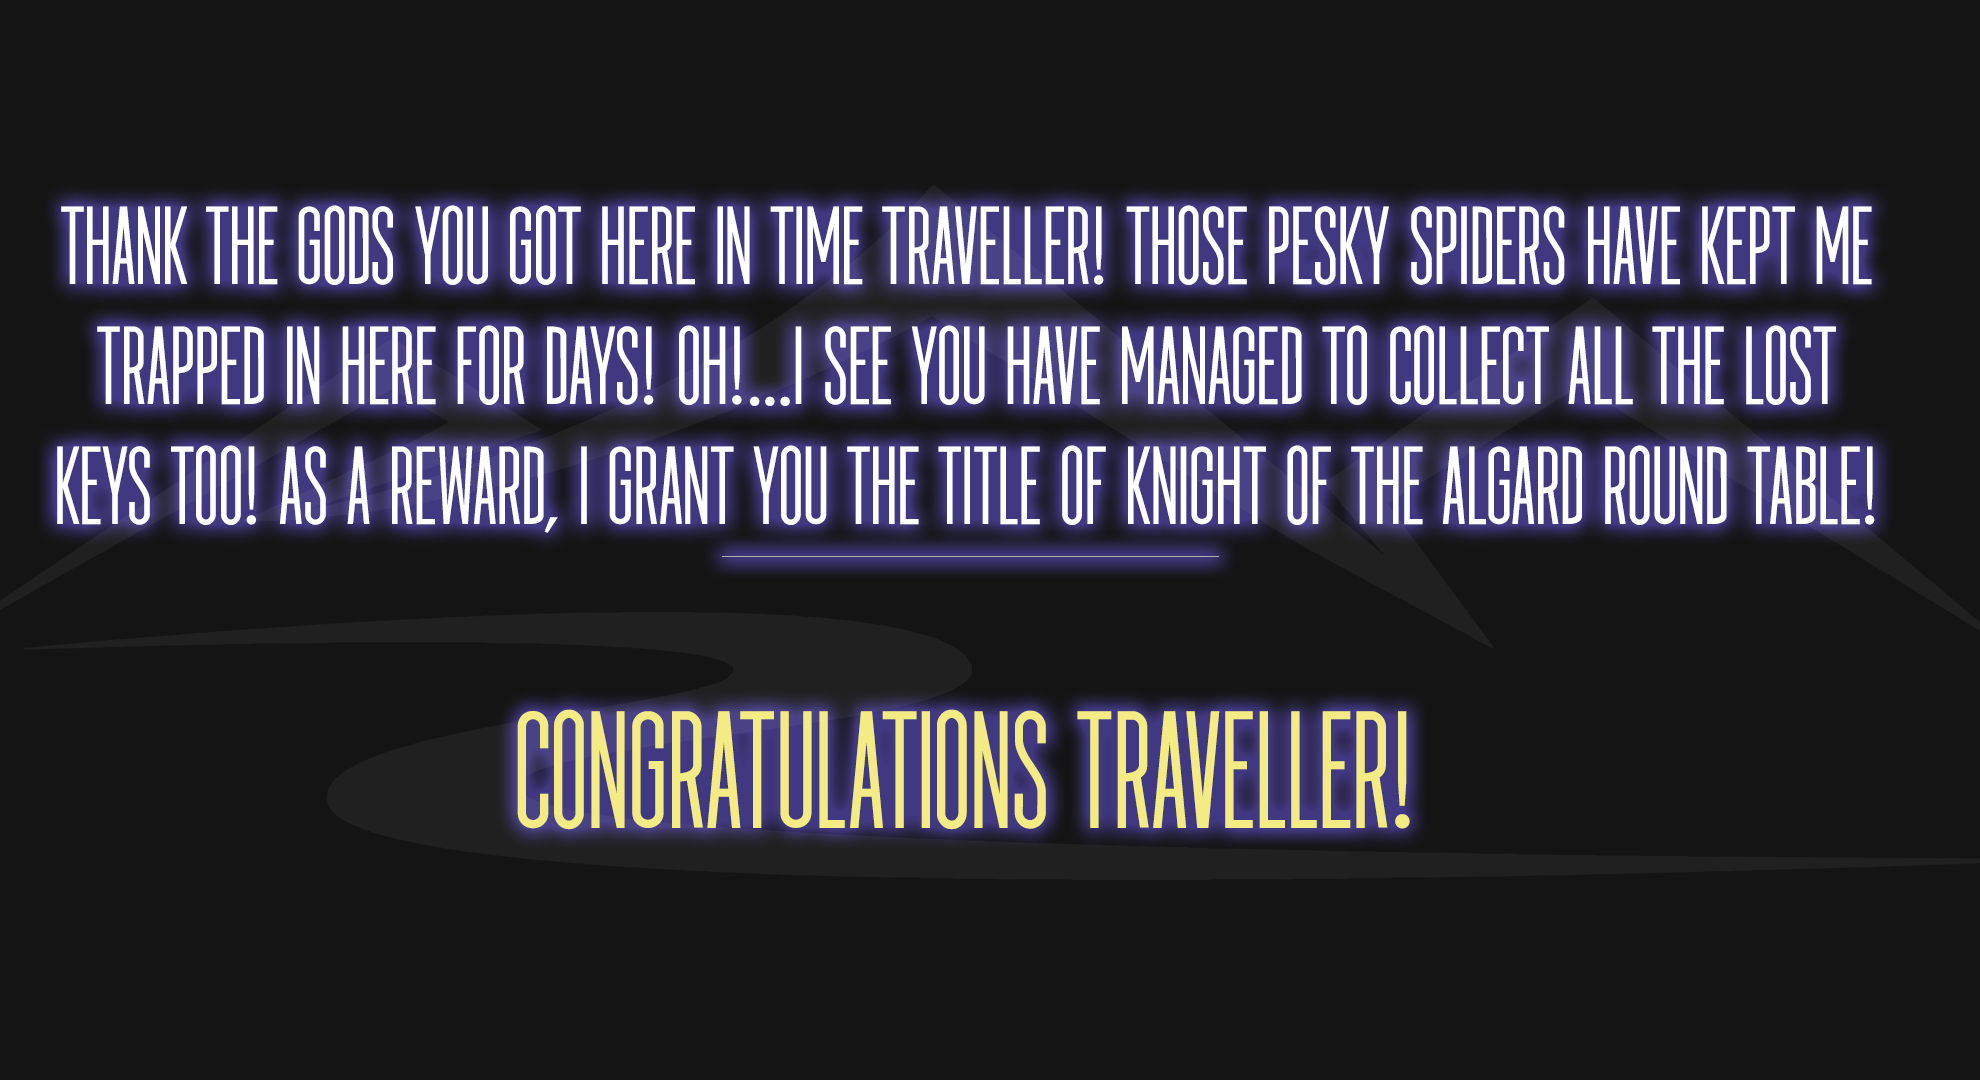 THANK THE GODS YOU GOT HERE IN TIME TRAVELLER! THOSE PESKY SPIDERS HAVE KEPT ME
TRAPPED IN HERE FOR DAYS! OH!...I SEE YOU HAVE MANAGED TO COLLECT ALL THE LOST
KEYS TOO! AS A REWARD, I GRANT YOU THE TITLE OF KNIGHT OF THE ALGARD ROUND TABLE!
CONGRATULATIONS TRAVELLER!